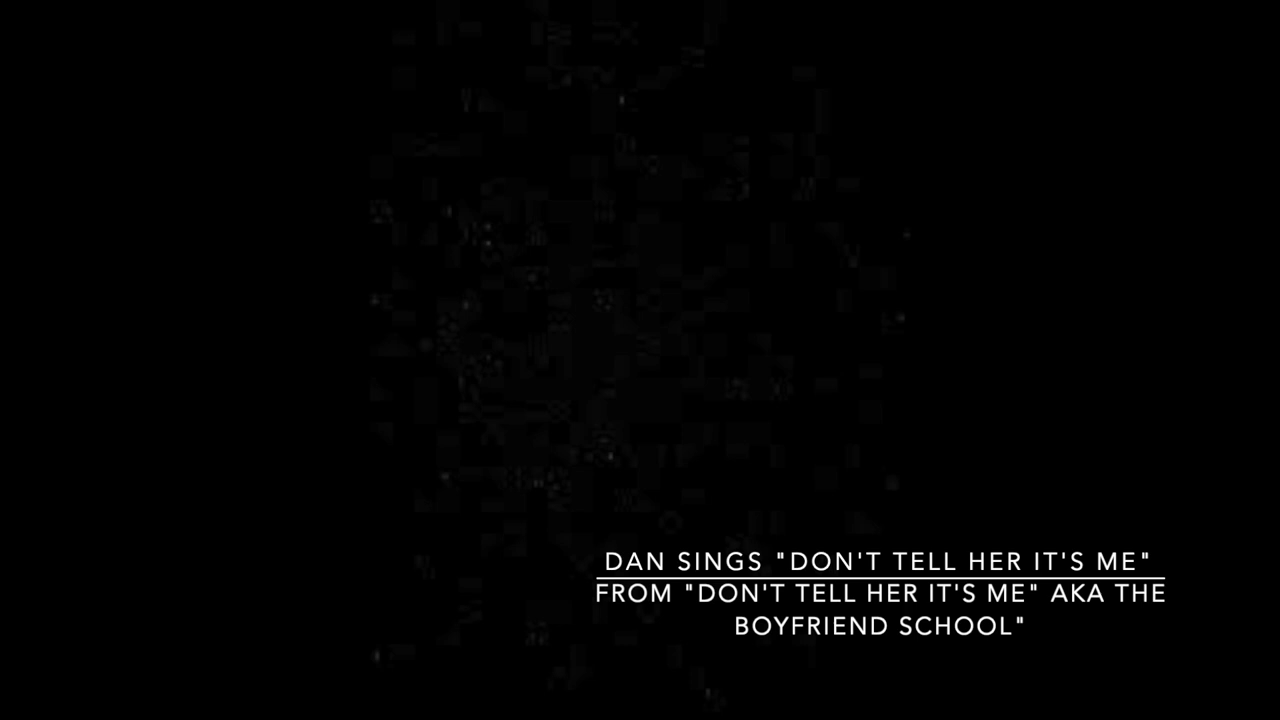 DAN SINGS "DON'T TELL HER IT'S ME"
FROM "DON'T TELL HER IT'S ME" AKA THE
BOYFRIEND SCHOOL"